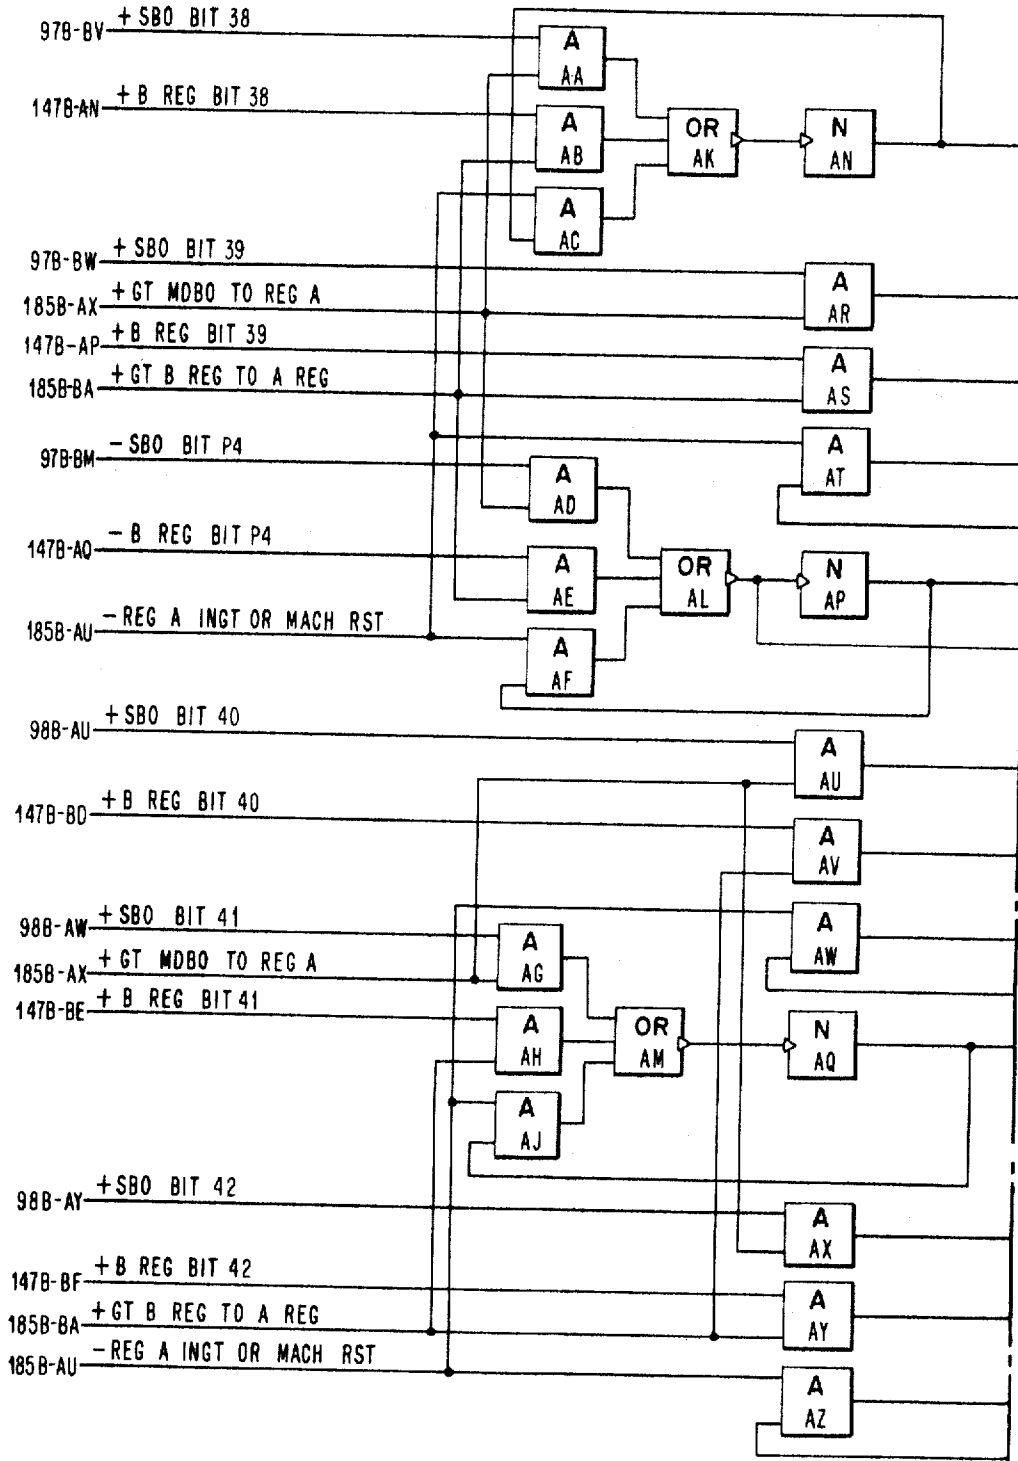 97B-BV + SBO BIT 38
A
AA
147B-AN + B REG BIT 38
A
AB
OR
AK
N
AN
A
AC
97B-BW + SBO BIT 39
A
AR
185B-AX + GT MDBO TO REG A
147B-AP + B REG BIT 39
A
AS
185B-BA + GT B REG TO A REG
97B-BM - SBO BIT P4
A
AD
A
AT
147B-AQ - B REG BIT P4
A
AE
OR
AL
N
AP
185B-AU - REG A INGT OR MACH RST
A
AF
98B-AU + SBO BIT 40
A
AU
147B-BD + B REG BIT 40
A
AV
98B-AW + SBO BIT 41
A
AG
A
AW
185B-AX + GT MDBO TO REG A
147B-BE + B REG BIT 41
A
AH
OR
AM
N
AQ
A
AJ
98B-AY + SBO BIT 42
A
AX
147B-BF + B REG BIT 42
A
AY
185B-BA + GT B REG TO A REG
185B-AU - REG A INGT OR MACH RST
A
AZ